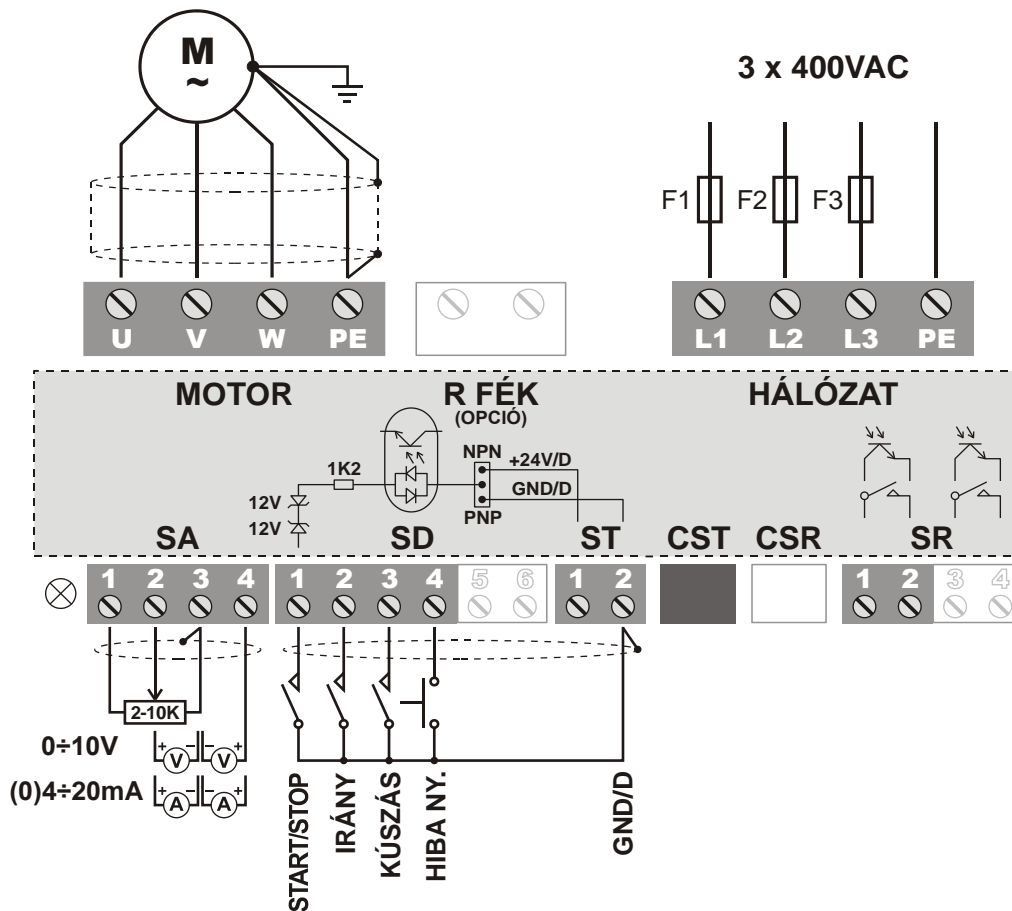 M
~
3 x 400VAC
F1 F2 F3
U V W PE
L1 L2 L3 PE
MOTOR R FÉK HÁLÓZAT
(OPCIÓ)
NPN
+24V/D
1K2
GND/D
12V
PNP
12V
SA SD ST CST CSR SR
1 2 3 4 1 2 3 4 5 6 1 2 1 2 3 4
2-10K
0÷10V
+ V − − V +
(0)4÷20mA
+ A − − A +
START/STOP
IRÁNY
KÚSZÁS
HIBA NY.
GND/D